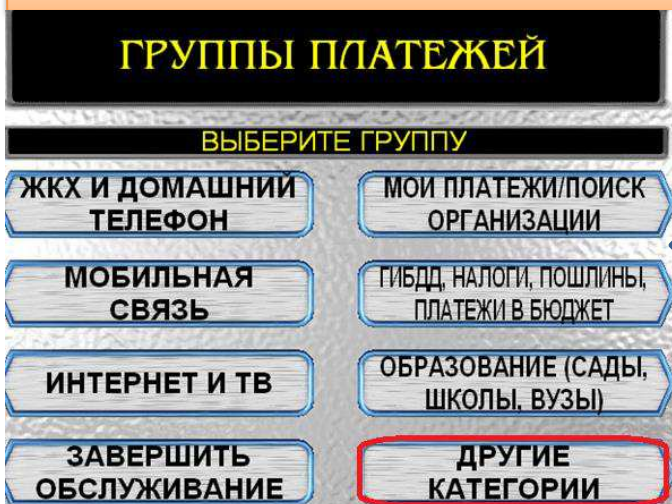 ГРУППЫ ПЛАТЕЖЕЙ
ВЫБЕРИТЕ ГРУППУ
ЖКХ И ДОМАШНИЙ
ТЕЛЕФОН
МОИ ПЛАТЕЖИ/ПОИСК
ОРГАНИЗАЦИИ
МОБИЛЬНАЯ
СВЯЗЬ
ГИБДД, НАЛОГИ, ПОШЛИНЫ,
ПЛАТЕЖИ В БЮДЖЕТ
ИНТЕРНЕТ И ТВ
ОБРАЗОВАНИЕ (САДЫ,
ШКОЛЫ, ВУЗЫ)
ЗАВЕРШИТЬ
ОБСЛУЖИВАНИЕ
ДРУГИЕ
КАТЕГОРИИ